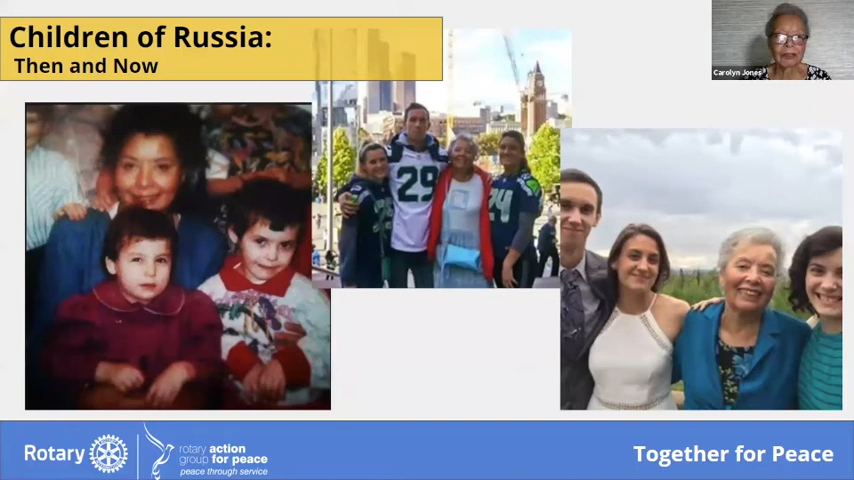 Children of Russia:
Then and Now
Carolyn Jones
29
24
Rotary
rotary action
group for peace
peace through service
Together for Peace